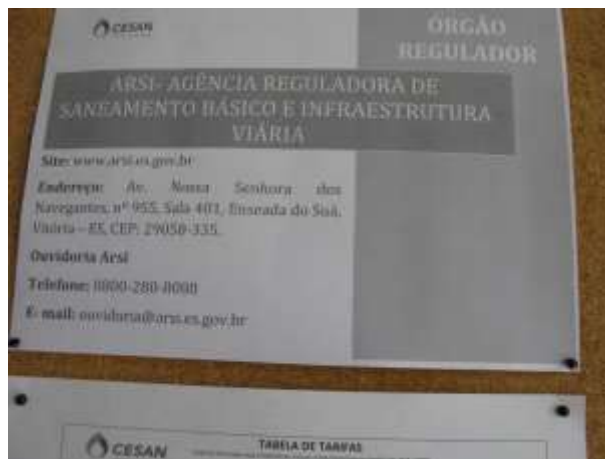 CESAN
ÓRGÃO
REGULADOR
ARSI- AGÊNCIA REGULADORA DE
SANEAMENTO BÁSICO E INFRAESTRUTURA
VIÁRIA
Site: www.arsi.es.gov.br
Endereço: Av. Nossa Senhora dos
Navegantes, nº 955, Sala 401, Enseada do Suá,
Vitória – ES, CEP: 29050-335.
Ouvidoria Arsi
Telefone: 0800-280-8080
E- mail: ouvidoria@arsi.es.gov.br
CESAN
TABELA DE TARIFAS